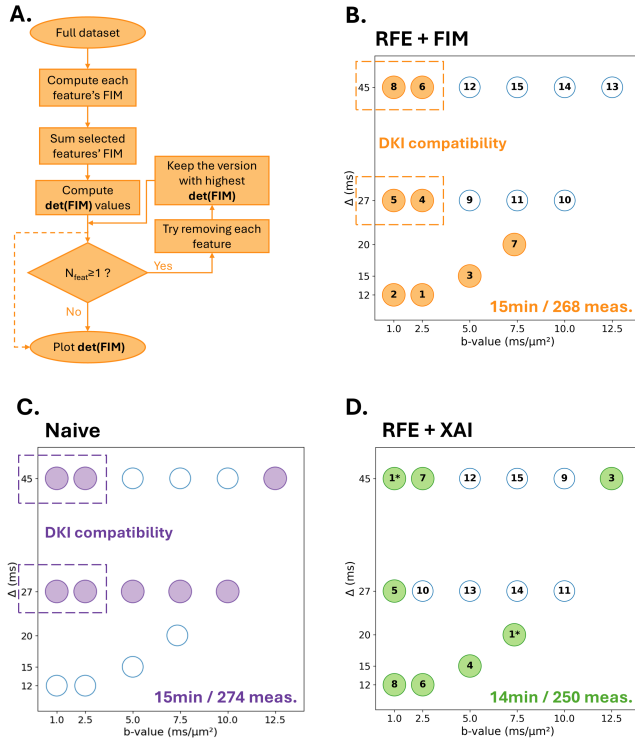 A.
Full dataset
Compute each
feature's FIM
Sum selected
features' FIM
Compute
det(FIM) values
Keep the version
with highest
det(FIM)
Try removing each
feature
Nfeat≥1 ?
Yes
No
Plot det(FIM)
B.
RFE + FIM
45
8
6
12
15
14
13
DKI compatibility
Δ (ms)
27
5
4
9
11
10
20
7
15
3
12
2
1
15min / 268 meas.
1.0
2.5
5.0
7.5
10.0
12.5
b-value (ms/µm²)
C.
Naive
45
DKI compatibility
Δ (ms)
27
20
15
12
15min / 274 meas.
1.0
2.5
5.0
7.5
10.0
12.5
b-value (ms/µm²)
D.
RFE + XAI
45
1*
7
12
15
9
3
Δ (ms)
27
5
10
13
14
11
20
1*
15
4
12
8
6
14min / 250 meas.
1.0
2.5
5.0
7.5
10.0
12.5
b-value (ms/µm²)